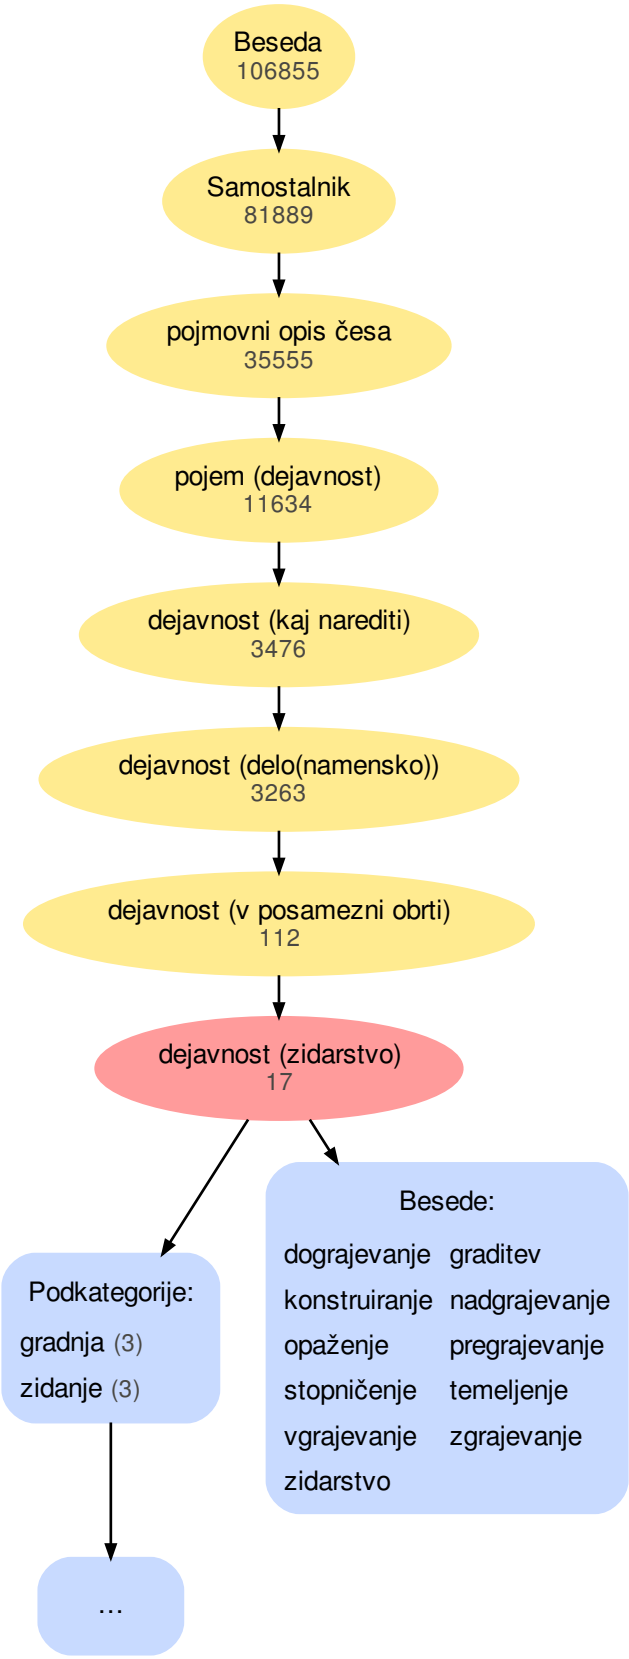 Beseda
106855
Samostalnik
81889
pojmovni opis česa
35555
pojem (dejavnost)
11634
dejavnost (kaj narediti)
3476
dejavnost (delo(namensko))
3263
dejavnost (v posamezni obrti)
112
dejavnost (zidarstvo)
17
Podkategorije:
gradnja (3)
zidanje (3)
...
Besede:
dograjevanje graditev
konstruiranje nadgrajevanje
opaženje pregrajevanje
stopničenje temeljenje
vgrajevanje zgrajevanje
zidarstvo